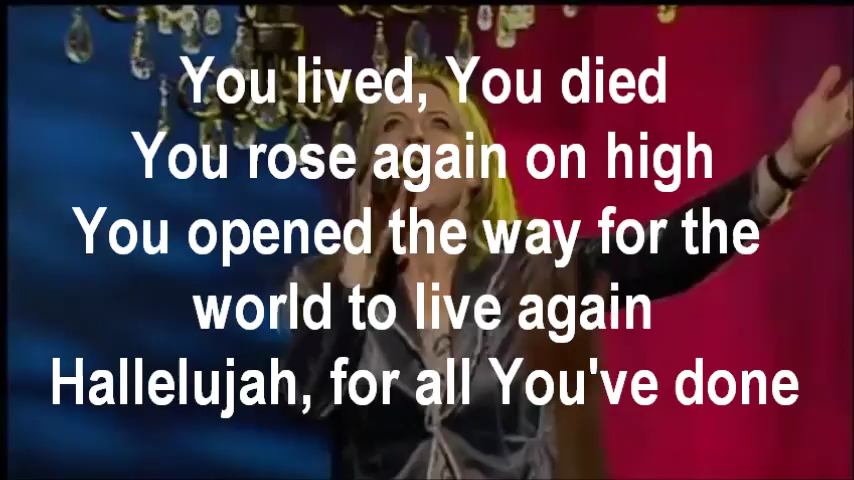 You lived, You died
You rose again on high
You opened the way for the
world to live again
Hallelujah, for all You've done